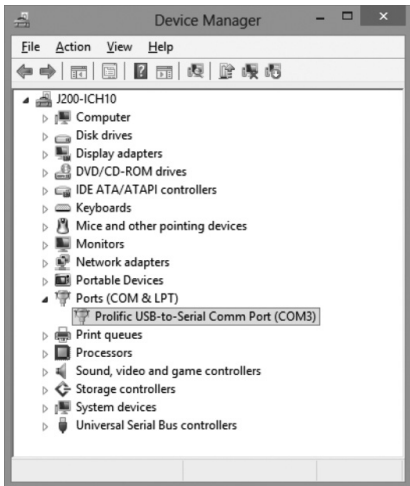 Device Manager
File Action View Help
J200-ICH10
Computer
Disk drives
Display adapters
DVD/CD-ROM drives
IDE ATA/ATAPI controllers
Keyboards
Mice and other pointing devices
Monitors
Network adapters
Portable Devices
Ports (COM & LPT)
Prolific USB-to-Serial Comm Port (COM3)
Print queues
Processors
Sound, video and game controllers
Storage controllers
System devices
Universal Serial Bus controllers